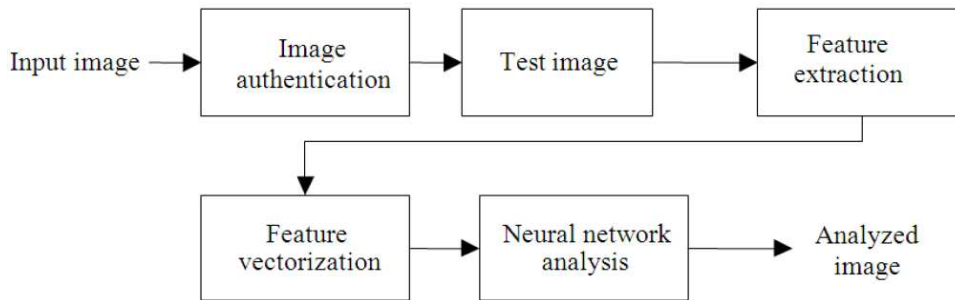 Input image
Image
authentication
Test image
Feature
extraction
Feature
vectorization
Neural network
analysis
Analyzed
image